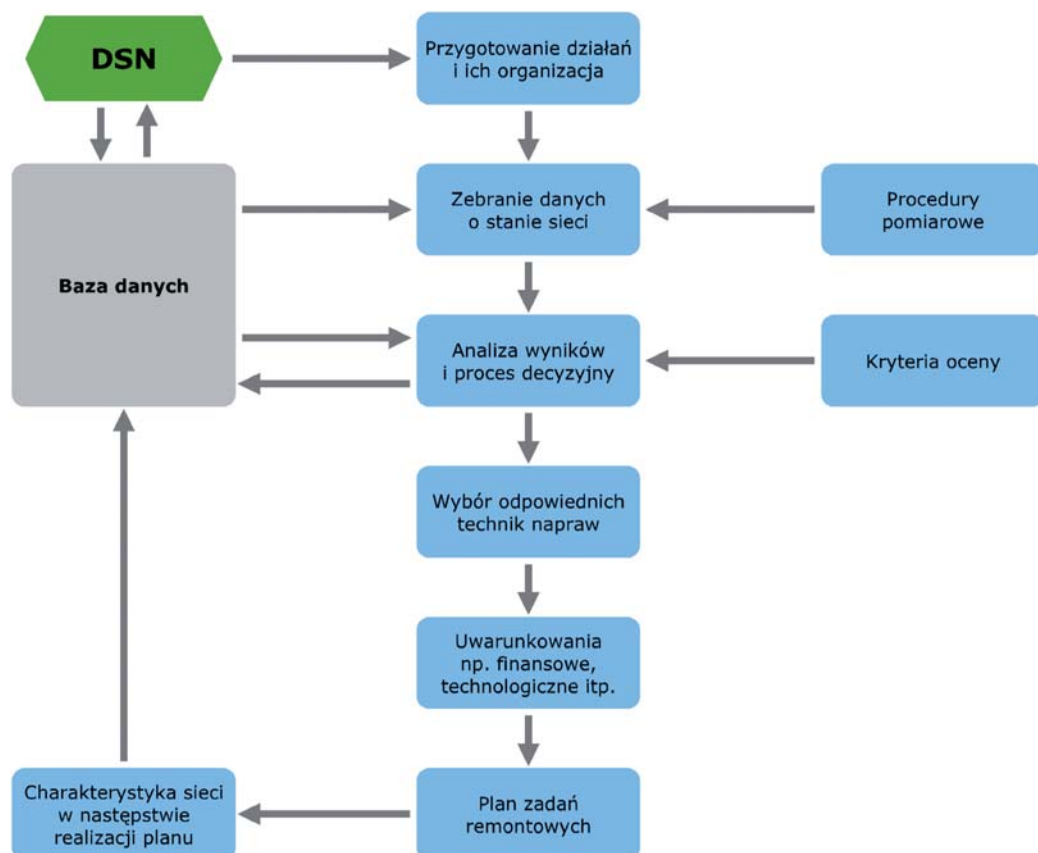 DSN
Przygotowanie działań
i ich organizacja
Zebranie danych
o stanie sieci
Procedury
pomiarowe
Baza danych
Analiza wyników
i proces decyzyjny
Kryteria oceny
Wybór odpowiednich
technik napraw
Uwarunkowania
np. finansowe,
technologiczne itp.
Charakterystyka sieci
w następstwie
realizacji planu
Plan zadań
remontowych